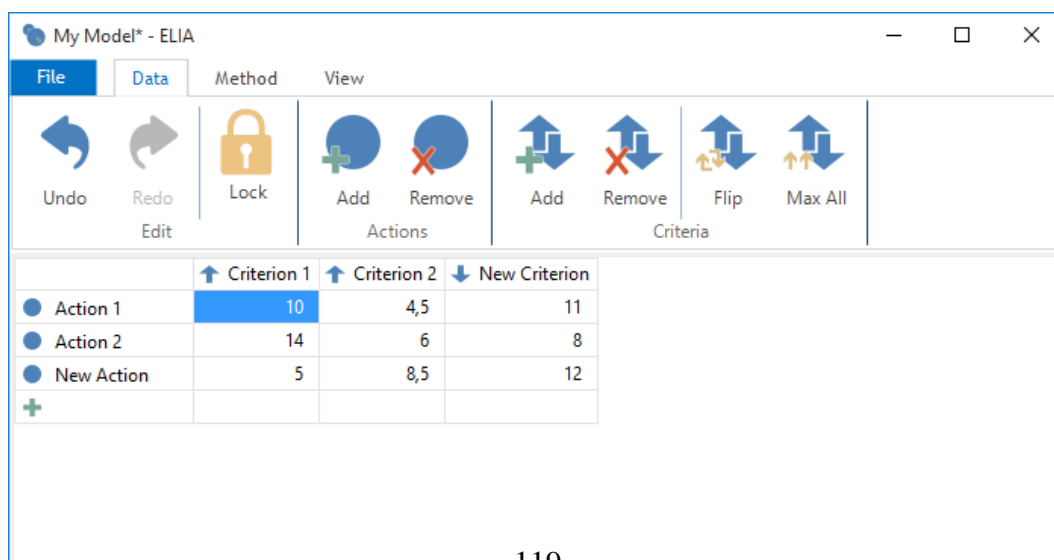 My Model* - ELIA
File Data Method View
Undo Redo Lock Add Remove Add Remove Flip Max All
Edit Actions Criteria
Criterion 1 Criterion 2 New Criterion
Action 1 10 4,5 11
Action 2 14 6 8
New Action 5 8,5 12
119